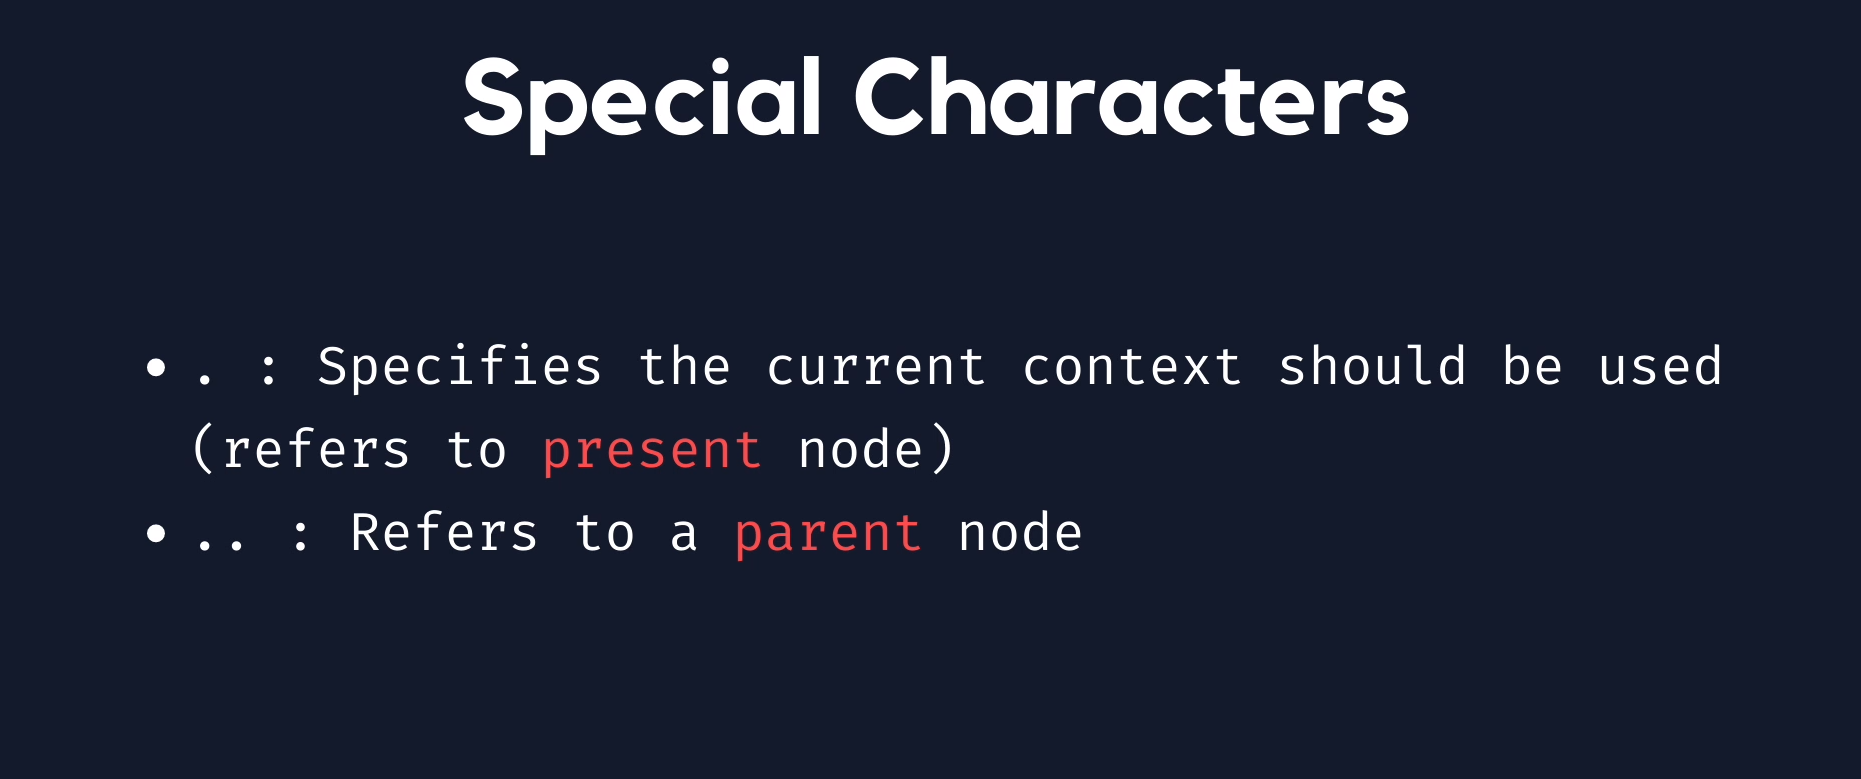 Special Characters
• . : Specifies the current context should be used
(refers to present node)
• .. : Refers to a parent node